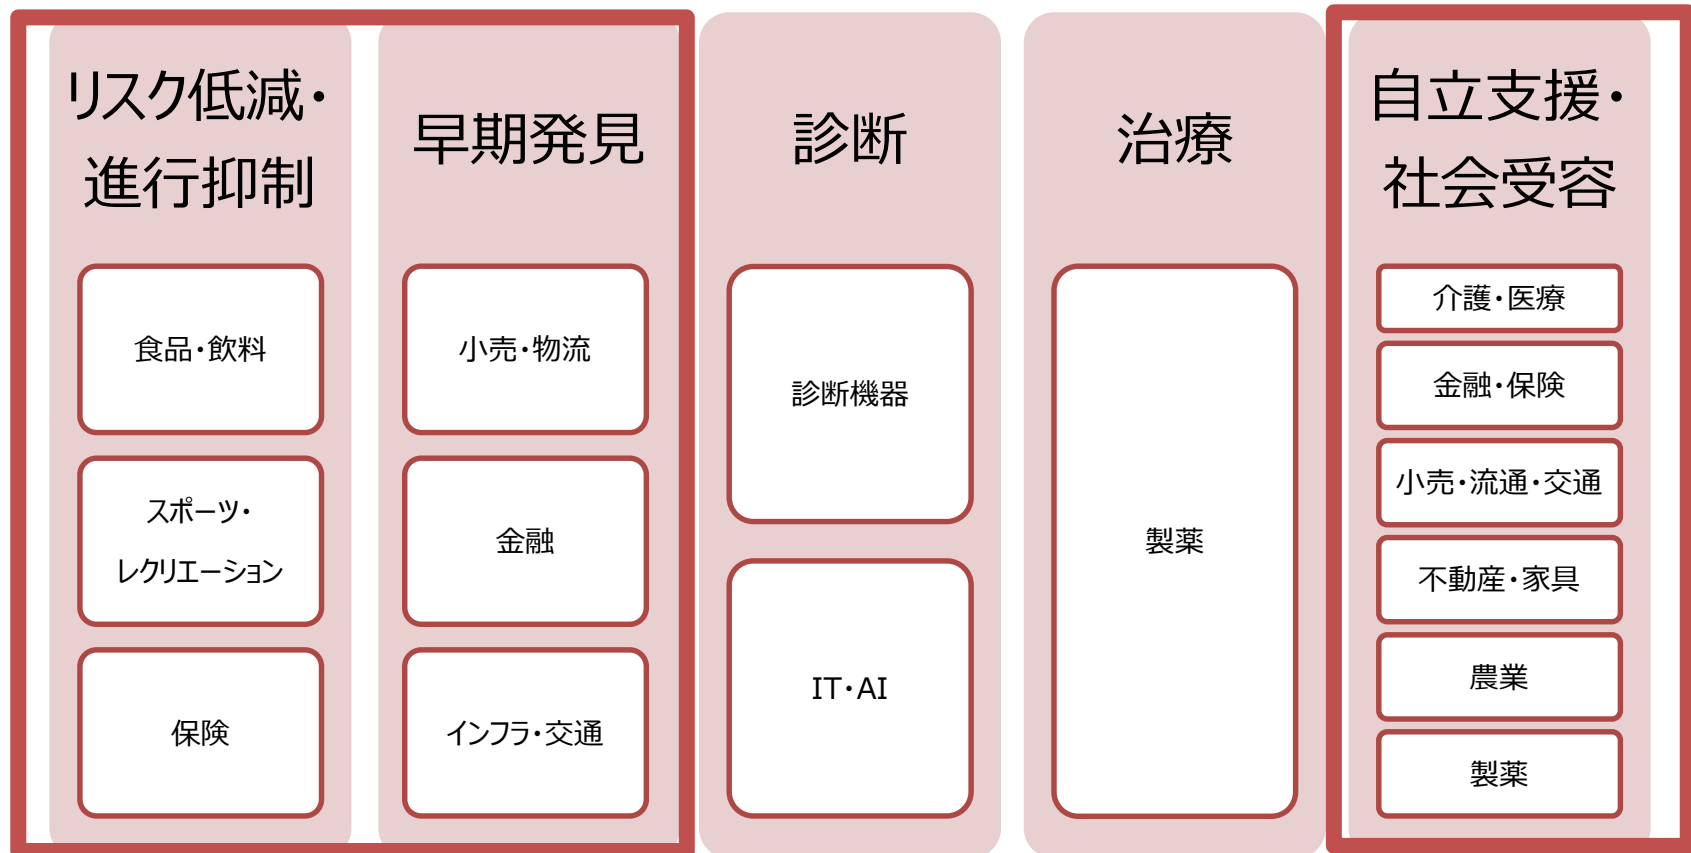 リスク低減・
進行抑制
食品・飲料
スポーツ・
レクリエーション
保険
早期発見
小売・物流
金融
インフラ・交通
診断
診断機器
IT・AI
治療
製薬
自立支援・
社会受容
介護・医療
金融・保険
小売・流通・交通
不動産・家具
農業
製薬